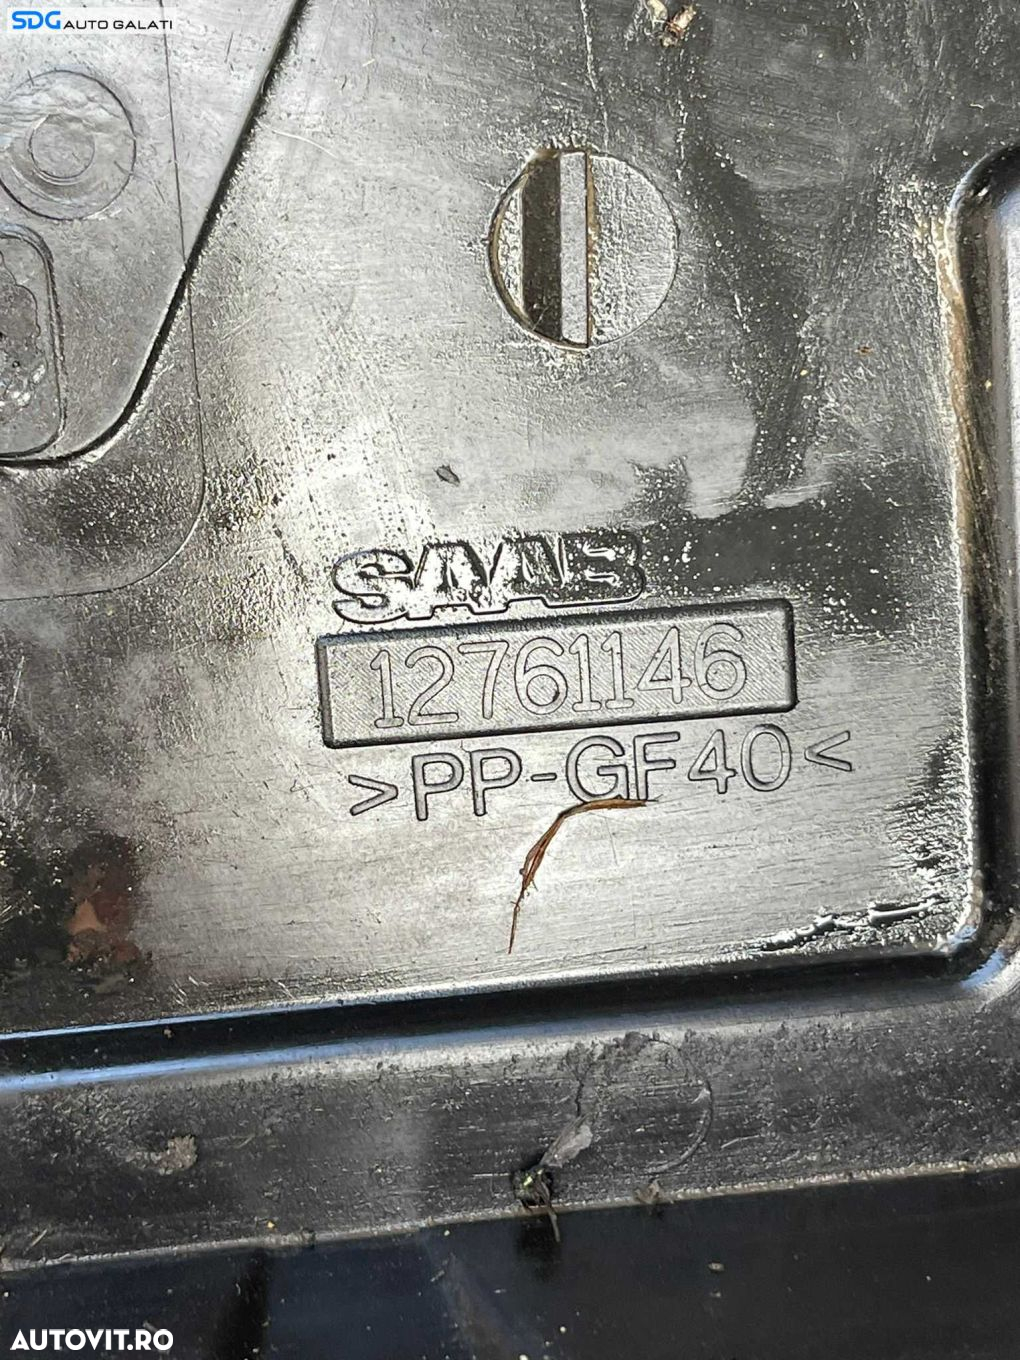 SDG AUTO GALATI
SAAB
12761146
>PP-GF40<
AUTOVIT.RO